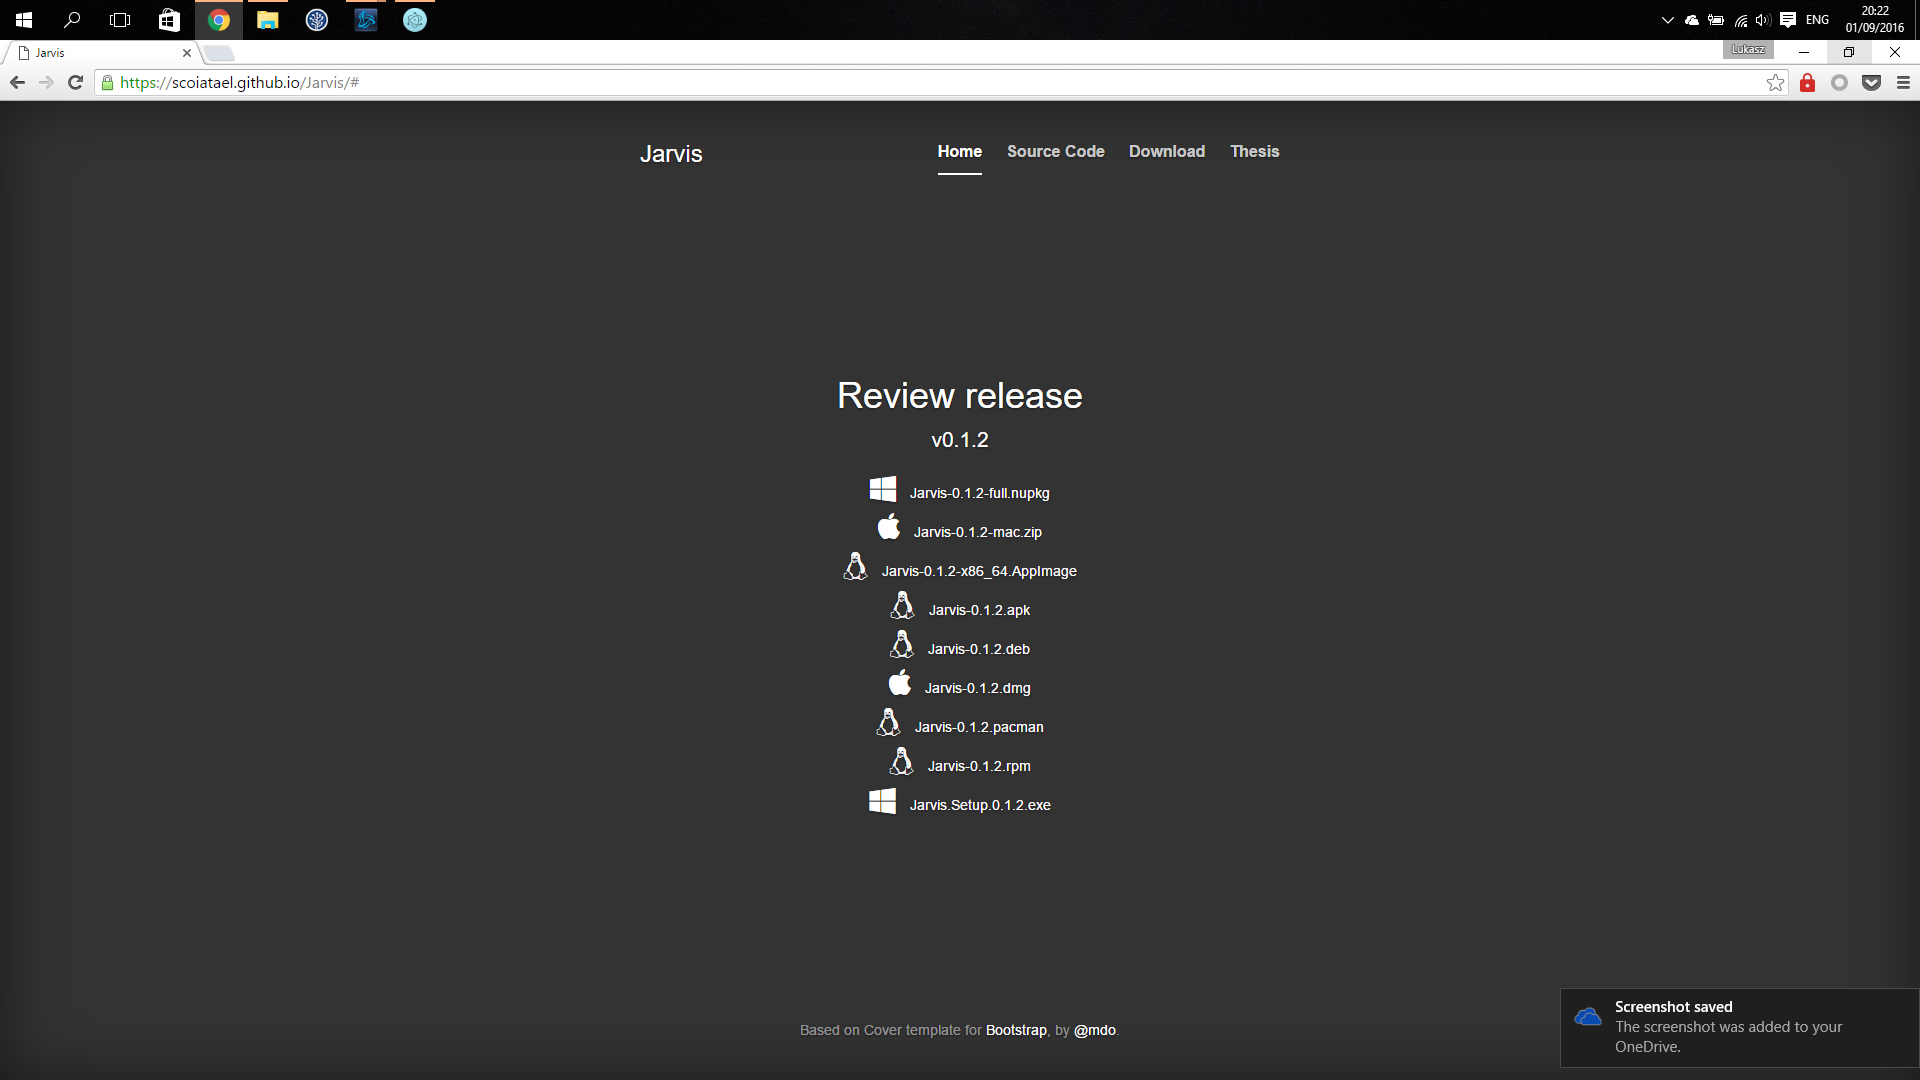 ENG
20:22
01/09/2016
Jarvis
Lukasz
https://scoiatael.github.io/Jarvis/#
Jarvis
Home
Source Code
Download
Thesis
Review release
v0.1.2
Jarvis-0.1.2-full.nupkg
Jarvis-0.1.2-mac.zip
Jarvis-0.1.2-x86_64.AppImage
Jarvis-0.1.2.apk
Jarvis-0.1.2.deb
Jarvis-0.1.2.dmg
Jarvis-0.1.2.pacman
Jarvis-0.1.2.rpm
Jarvis.Setup.0.1.2.exe
Based on Cover template for Bootstrap, by @mdo.
Screenshot saved
The screenshot was added to your
OneDrive.